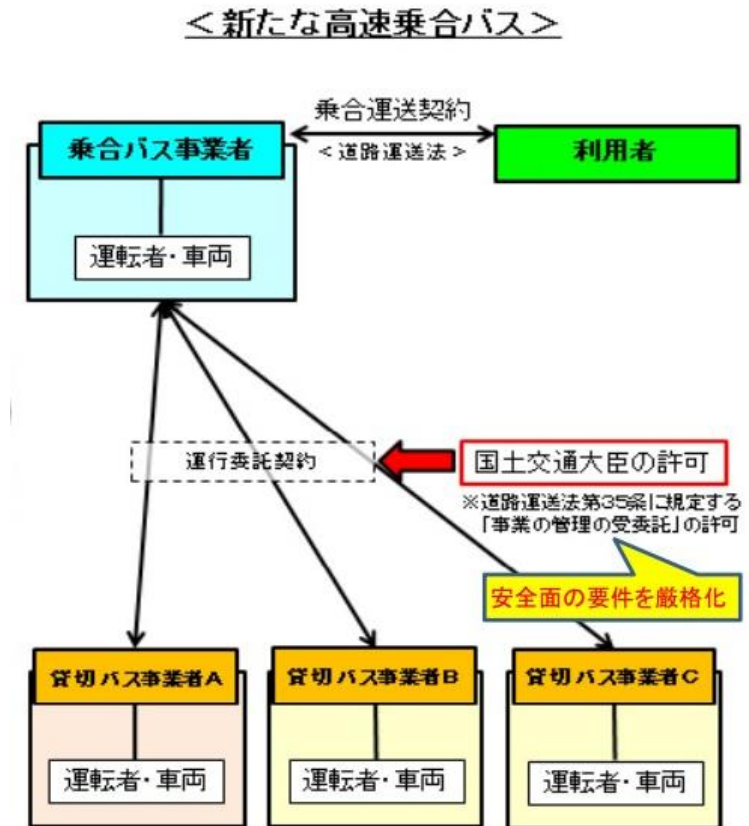 ＜新たな高速乗合バス＞
乗合運送契約
乗合バス事業者
＜道路運送法＞
利用者
運転者・車両
運行委託契約
国土交通大臣の許可
※道路運送法第35条に規定する
「事業の管理の受委託」の許可
安全面の要件を厳格化
貸切バス事業者A
貸切バス事業者B
貸切バス事業者C
運転者・車両
運転者・車両
運転者・車両